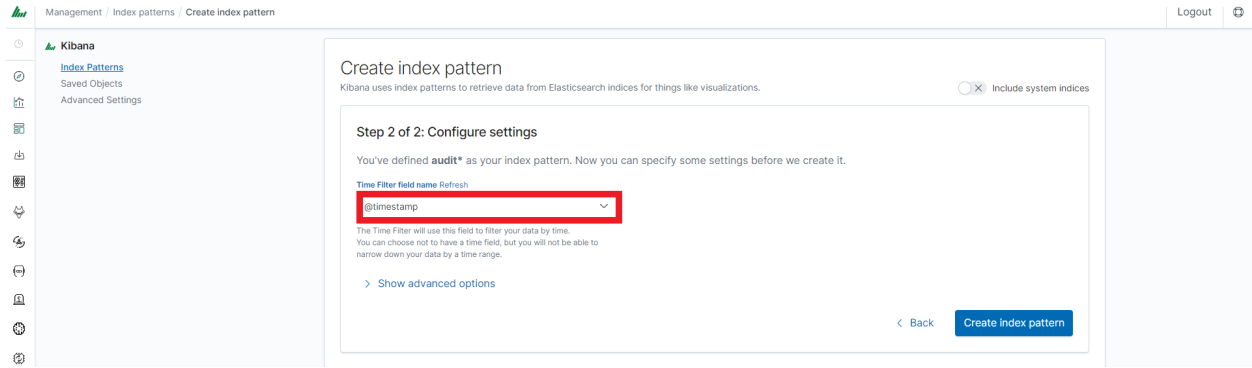 Management / Index patterns / Create index pattern
Logout
Kibana
Index Patterns
Saved Objects
Advanced Settings
Create index pattern
Kibana uses index patterns to retrieve data from Elasticsearch indices for things like visualizations.
Include system indices
Step 2 of 2: Configure settings
You've defined audit* as your index pattern. Now you can specify some settings before we create it.
Time Filter field name Refresh
@timestamp
The Time Filter will use this field to filter your data by time.
You can choose not to have a time field, but you will not be able to
narrow down your data by a time range.
Show advanced options
Back
Create index pattern